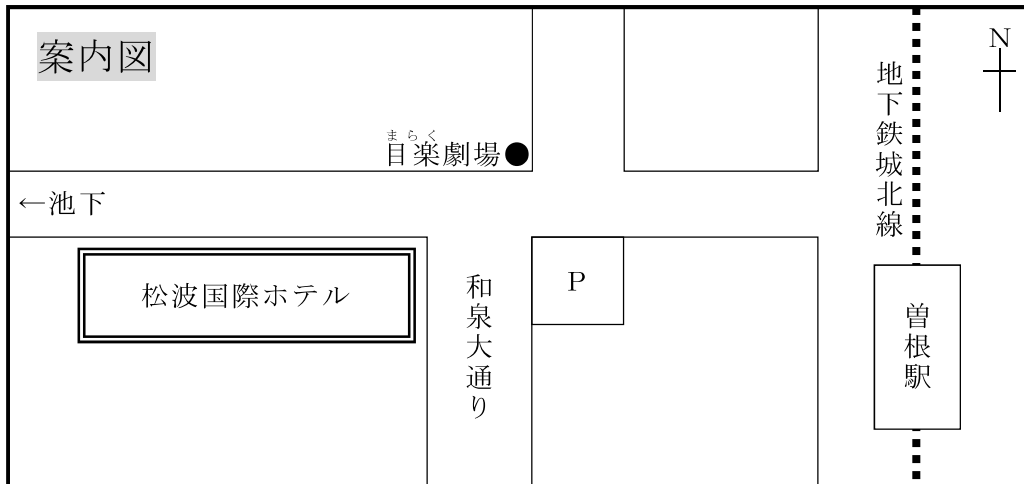 案内図
N
地下鉄城北線
まらく
目楽劇場
←池下
松波国際ホテル
和泉大通り
P
曽根駅